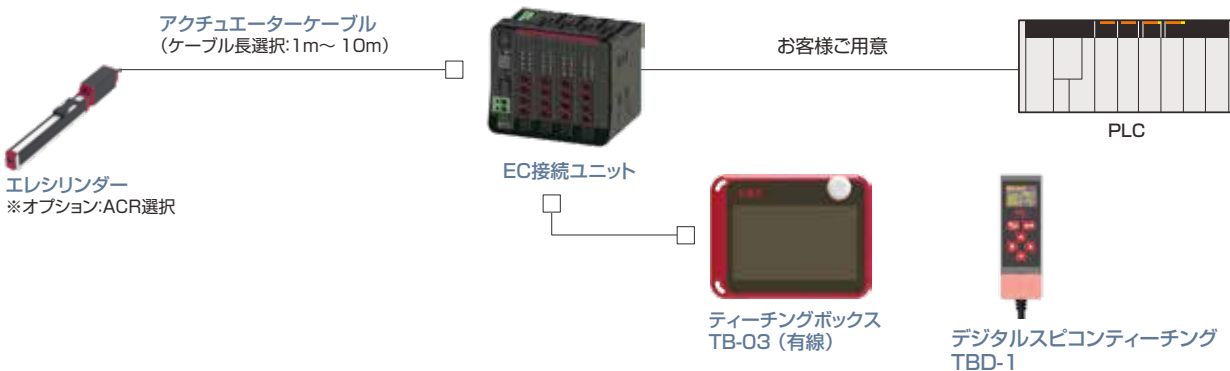 アクチュエーターケーブル
（ケーブル長選択:1m～10m）
お客様ご用意
PLC
EC接続ユニット
エレシリンダー
※オプション:ACR選択
ティーチングボックス
TB-03（有線）
デジタルスピコンティーチング
TBD-1